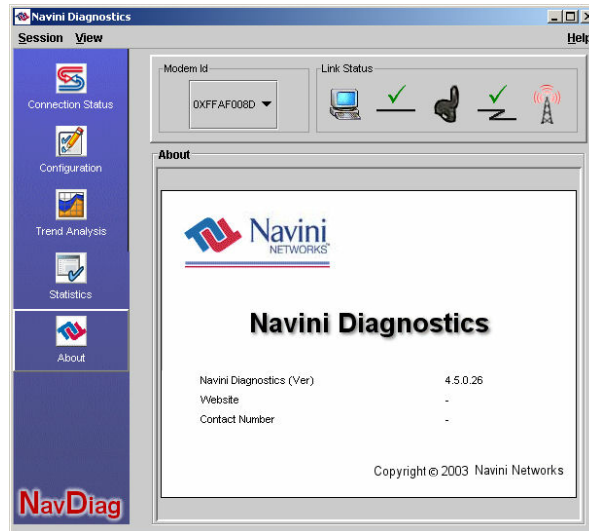 Navini Diagnostics
Session View Help
Modem Id
Link Status
0XFFAF008D
Connection Status
Configuration
Trend Analysis
Statistics
About
About
Navini
NETWORKS
Navini Diagnostics
Navini Diagnostics (Ver) 4.5.0.26
Website -
Contact Number -
Copyright © 2003 Navini Networks
NavDiag